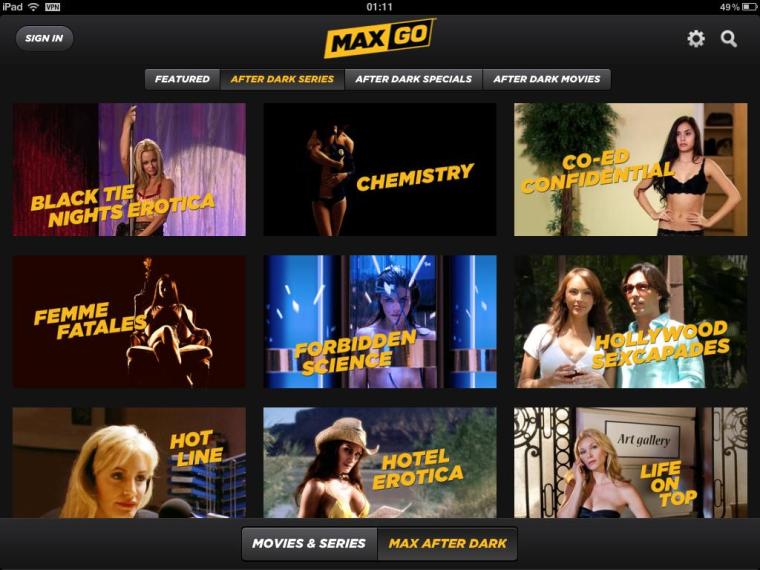 iPad VPN 01:11 49%
SIGN IN
MAX GO
FEATURED AFTER DARK SERIES AFTER DARK SPECIALS AFTER DARK MOVIES
BLACK TIE
NIGHTS EROTICA
CHEMISTRY
CO-ED
CONFIDENTIAL
FEMME
FATALES
FORBIDDEN
SCIENCE
HOLLYWOOD
SEXCAPADES
HOT
LINE
HOTEL
EROTICA
Art gallery
LIFE
ON
TOP
MOVIES & SERIES MAX AFTER DARK